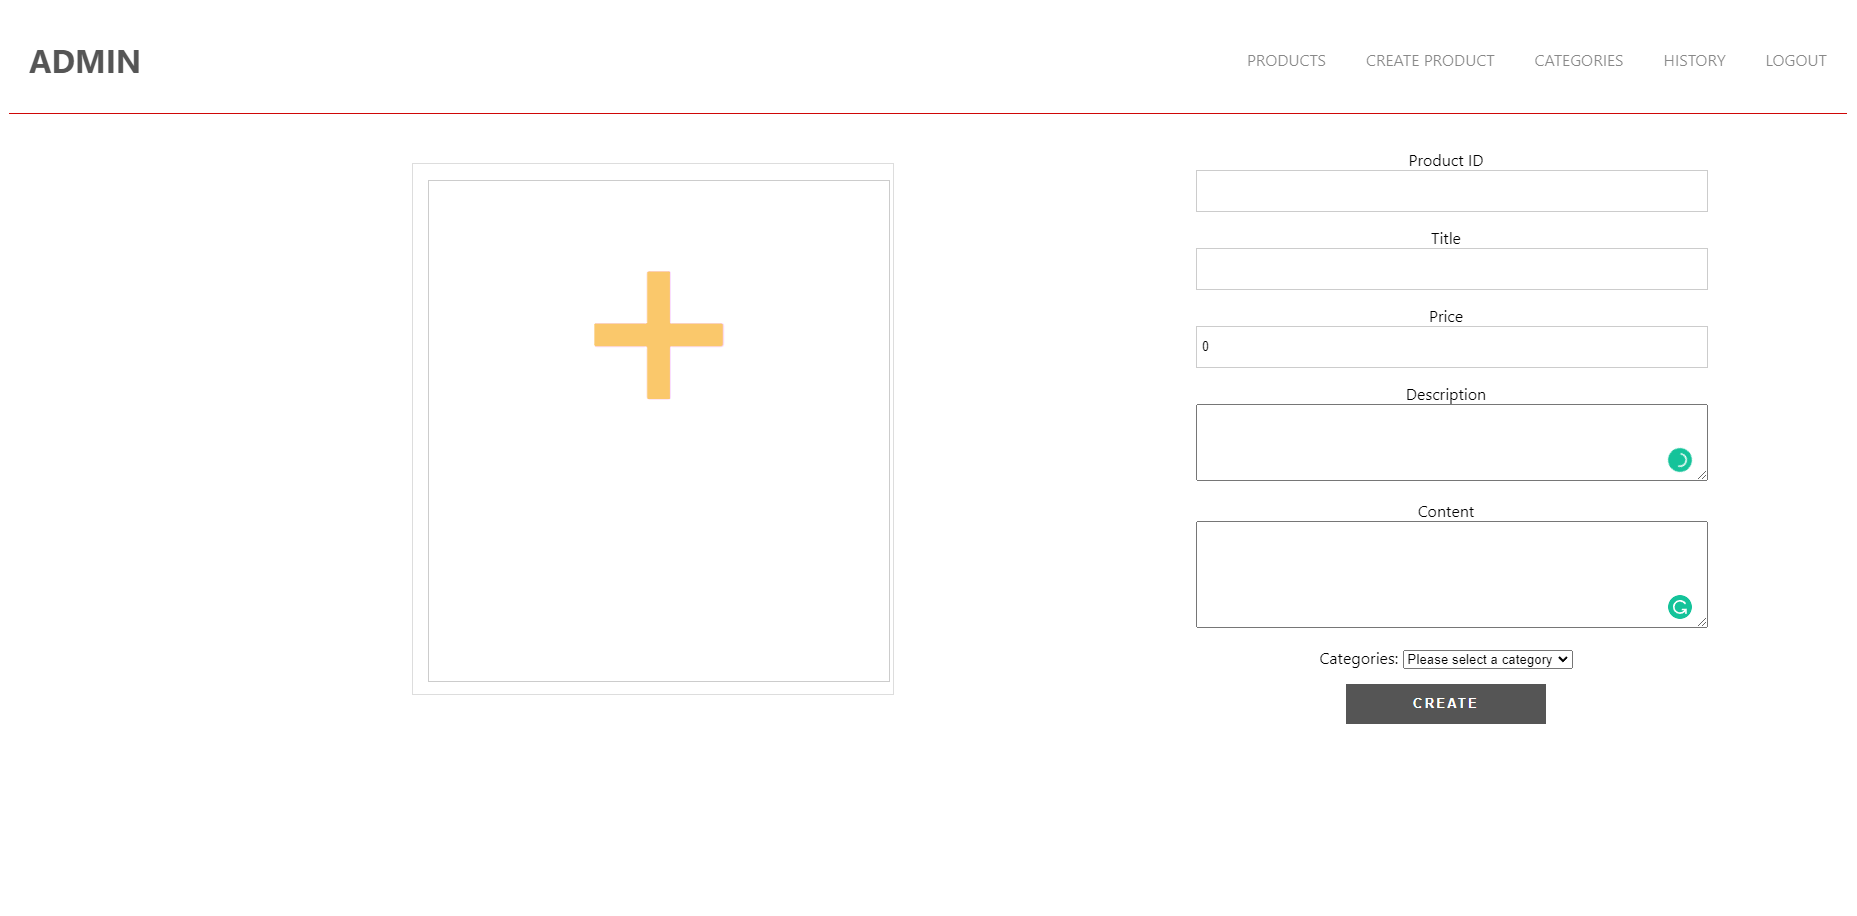 ADMIN
PRODUCTS CREATE PRODUCT CATEGORIES HISTORY LOGOUT
Product ID
Title
Price
0
Description
Content
Categories: Please select a category
CREATE